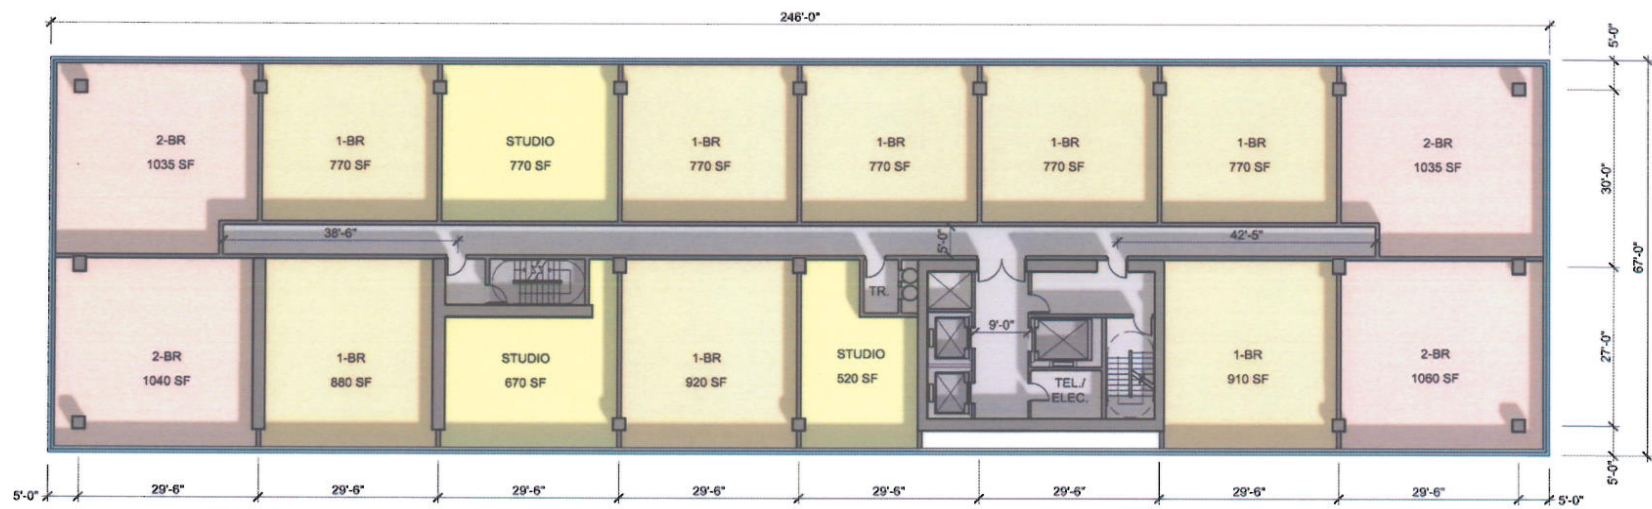 246'-0"
5'-0"
2-BR
1035 SF
1-BR
770 SF
STUDIO
770 SF
1-BR
770 SF
1-BR
770 SF
1-BR
770 SF
1-BR
770 SF
2-BR
1035 SF
30'-0"
38'-6"
5'-0"
42'-5"
67'-0"
TR.
9'-0"
27'-0"
2-BR
1040 SF
1-BR
880 SF
STUDIO
670 SF
1-BR
920 SF
STUDIO
520 SF
TEL./
ELEC.
1-BR
910 SF
2-BR
1060 SF
5'-0"
5'-0"
29'-6"
29'-6"
29'-6"
29'-6"
29'-6"
29'-6"
29'-6"
29'-6"
5'-0"